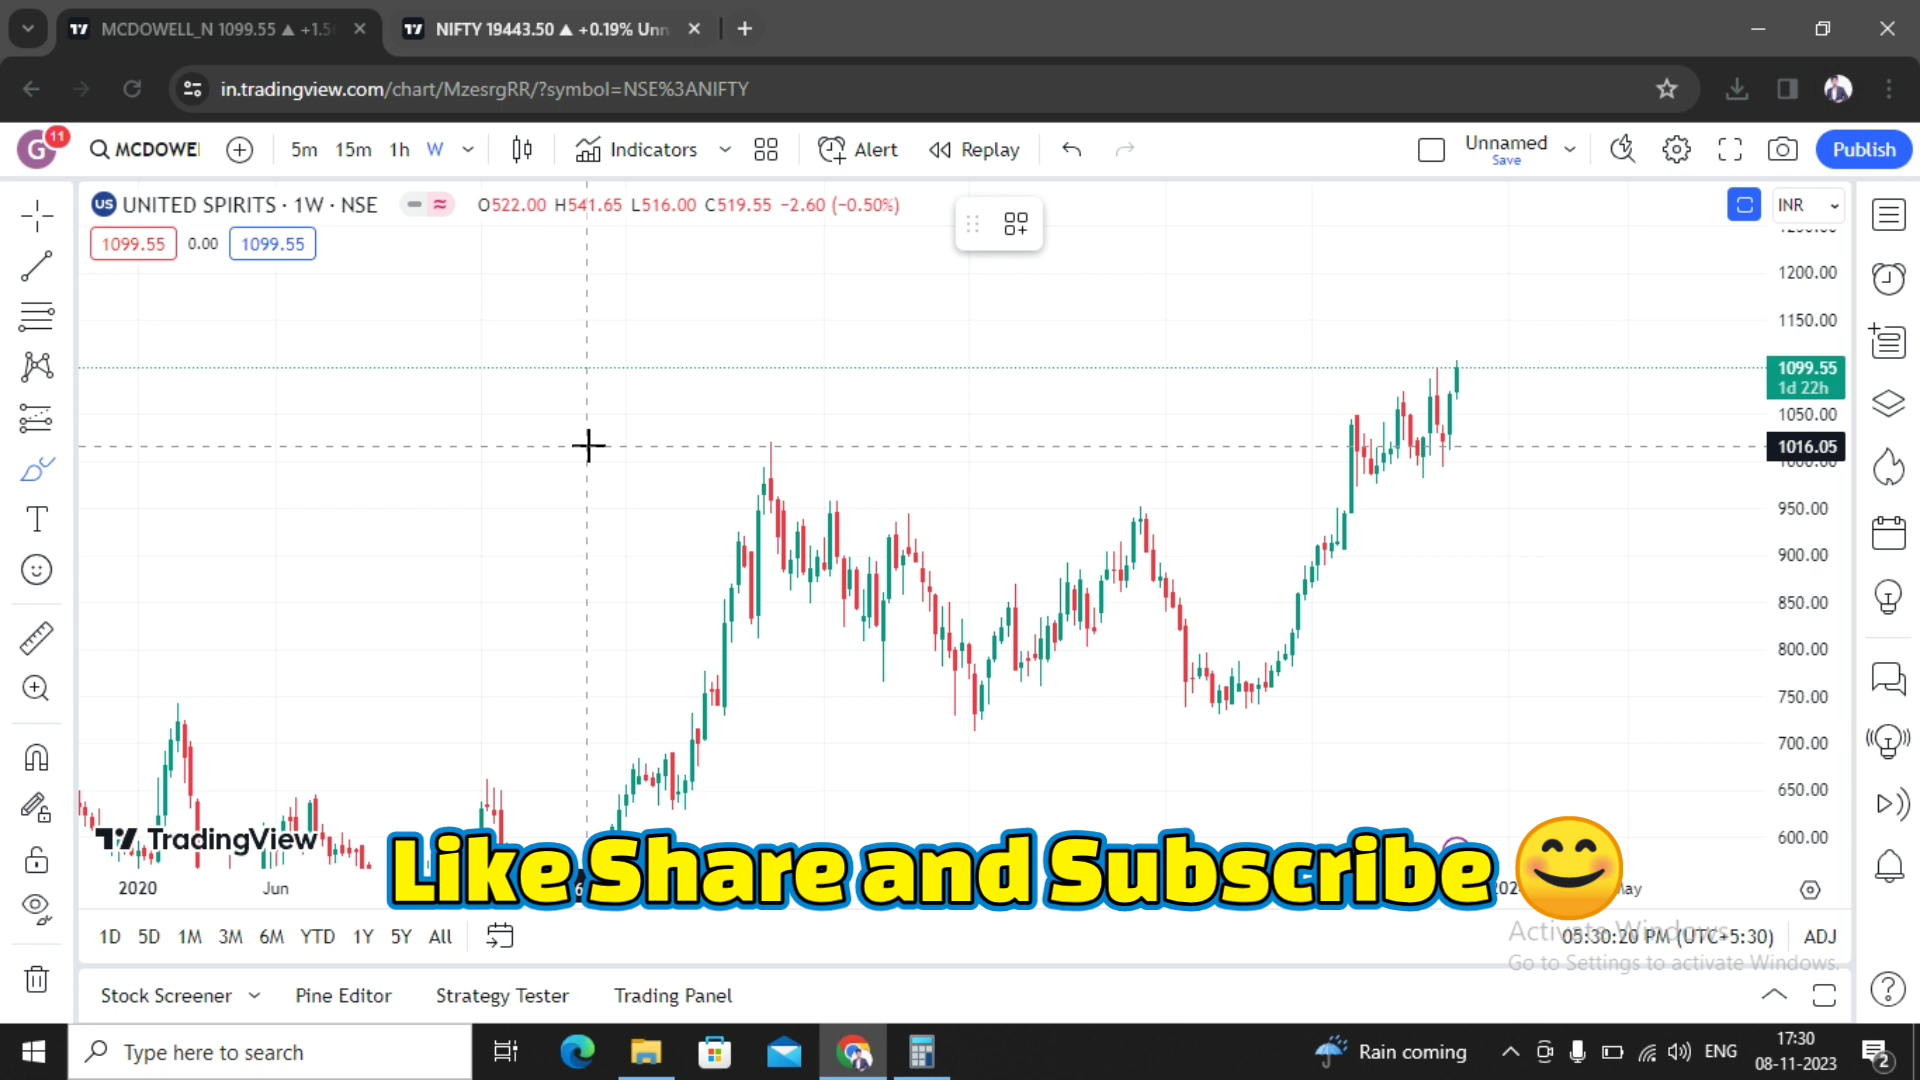 MCDOWELL_N 1099.55 ▲ +1.5
NIFTY 19443.50 ▲ +0.19% Unn
in.tradingview.com/chart/MzesrgRR/?symbol=NSE%3ANIFTY
G
11
MCDOWEI
5m 15m 1h W
Indicators
Alert
Replay
Unnamed
Save
Publish
US UNITED SPIRITS · 1W · NSE
O522.00 H541.65 L516.00 C519.55 −2.60 (−0.50%)
INR
1099.55 0.00 1099.55
1200.00
1150.00
1099.55
1d 22h
1050.00
1016.05
1000.00
950.00
900.00
850.00
800.00
750.00
700.00
650.00
600.00
TradingView
Like Share and Subscribe
2020 Jun
1D 5D 1M 3M 6M YTD 1Y 5Y All
05:30:20 PM (UTC+5:30) ADJ
Activate Windows
Go to Settings to activate Windows.
Stock Screener Pine Editor Strategy Tester Trading Panel
Type here to search
Rain coming
ENG
17:30
08-11-2023
2